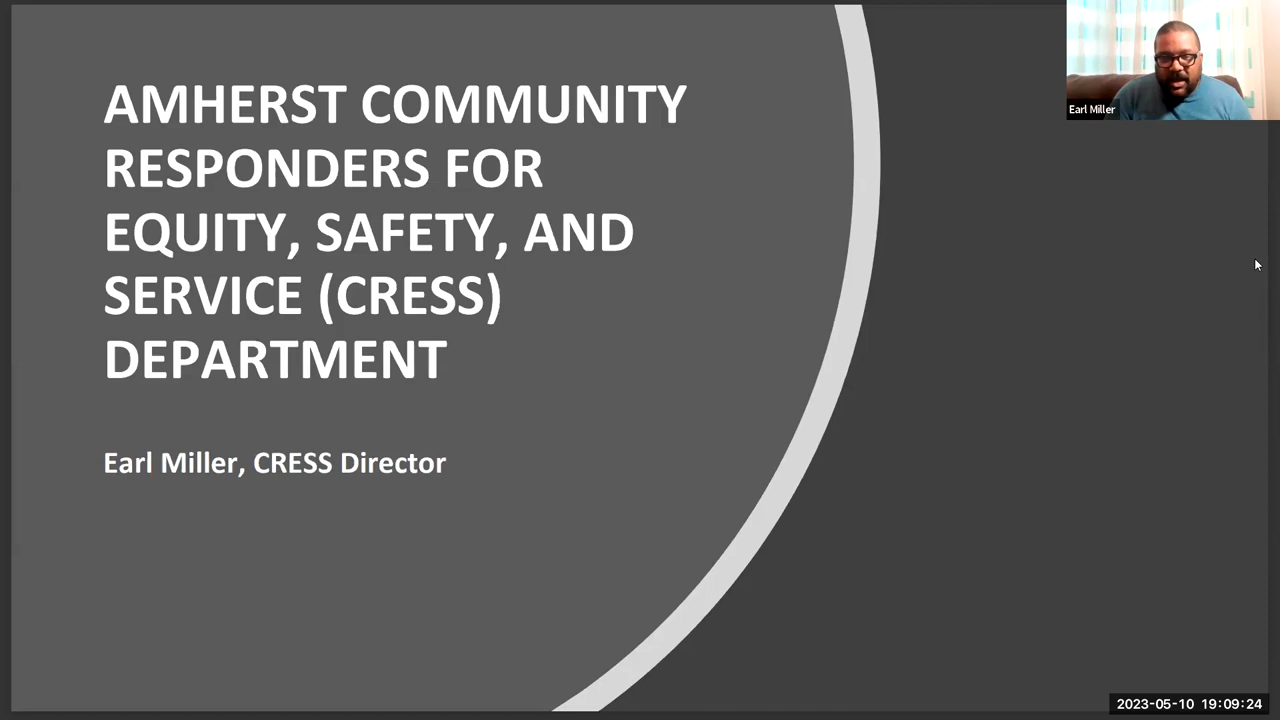 AMHERST COMMUNITY
RESPONDERS FOR
EQUITY, SAFETY, AND
SERVICE (CRESS)
DEPARTMENT
Earl Miller, CRESS Director
Earl Miller
2023-05-10 19:09:24